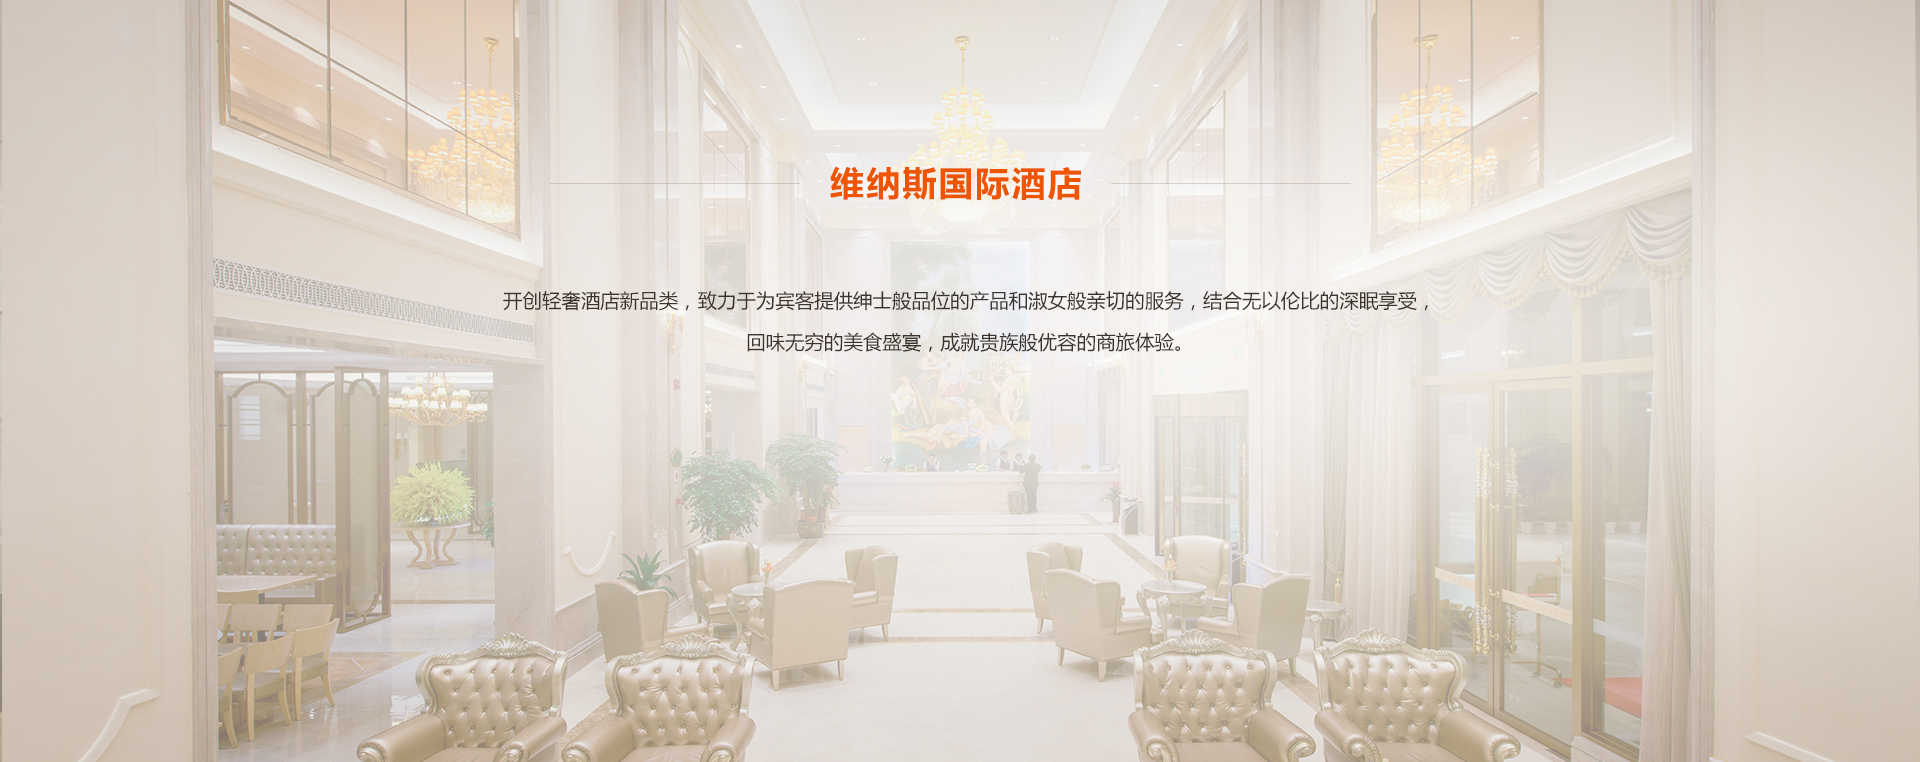 维纳斯国际酒店
开创轻奢酒店新品类，致力于为宾客提供绅士般品位的产品和淑女般亲切的服务，结合无以伦比的深眠享受，
回味无穷的美食盛宴，成就贵族般优容的商旅体验。